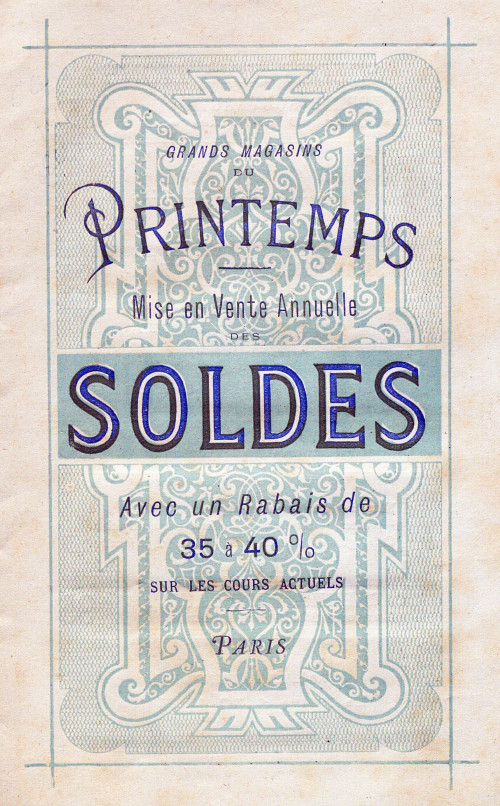 GRANDS MAGASINS
DU
PRINTEMPS
Mise en Vente Annuelle
DES
SOLDES
Avec un Rabais de
35 à 40 %
SUR LES COURS ACTUELS
PARIS